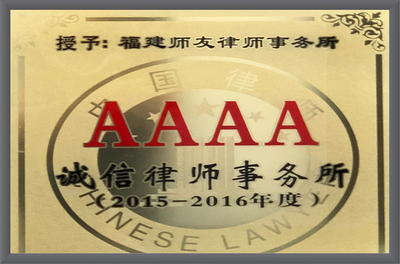 授予：福建师友律师事务所
中国律师
AAAA
诚信律师事务所
（2015－2016年度）
CHINESE LAWYER